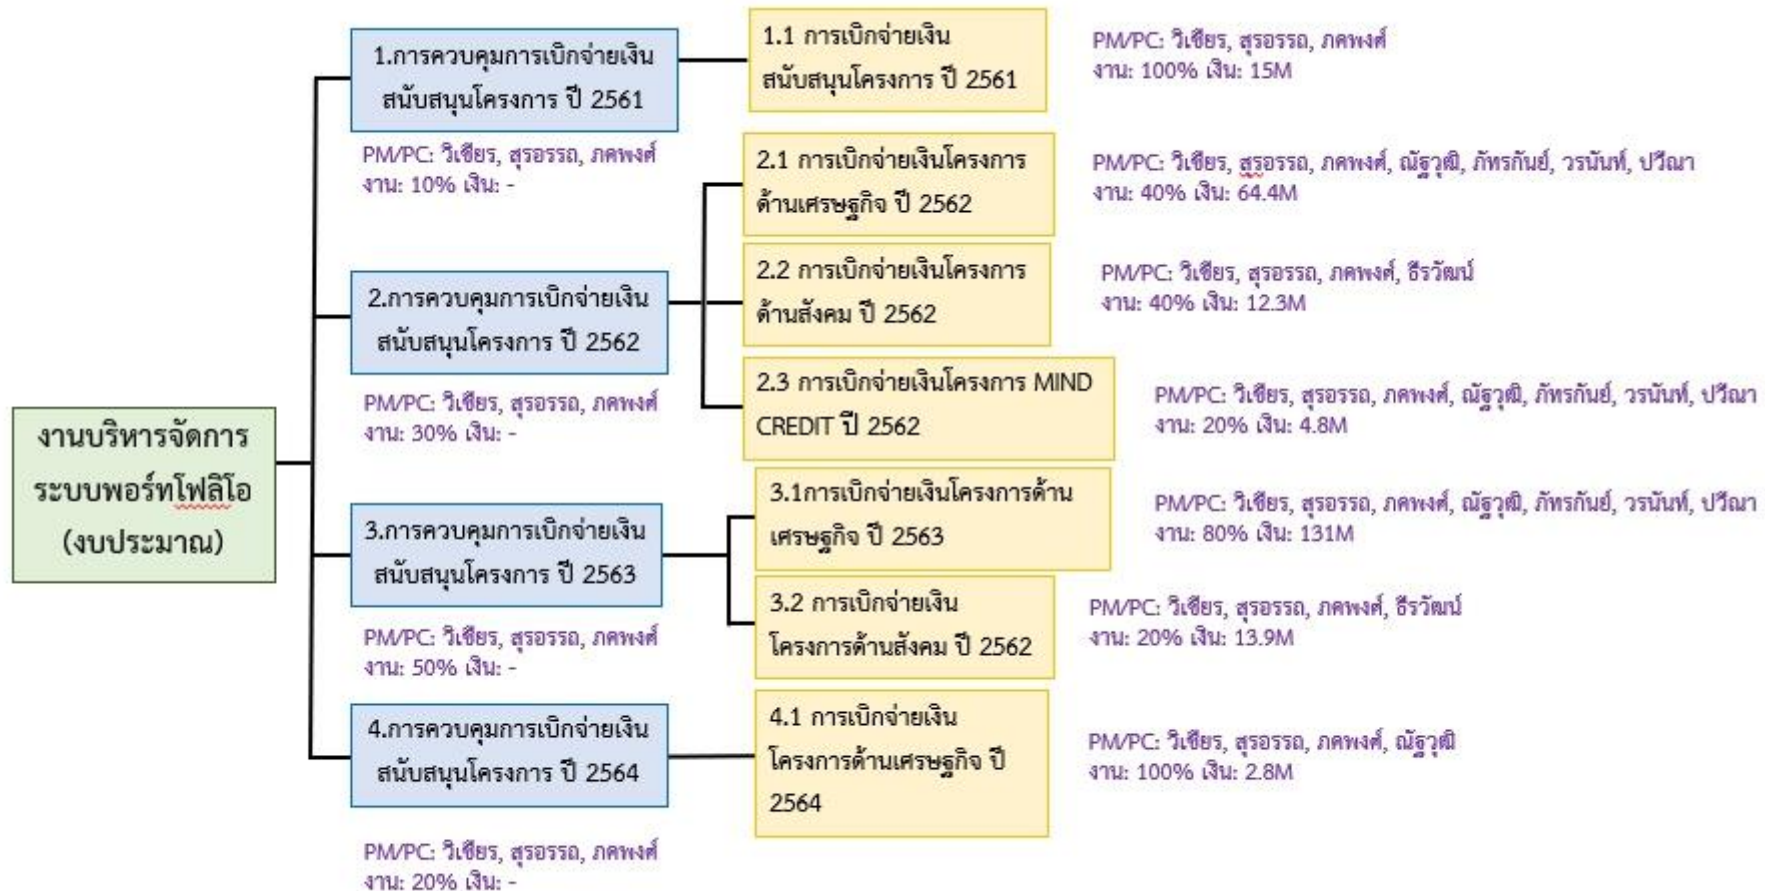 งานบริหารจัดการ
ระบบพอร์ทโฟลิโอ
(งบประมาณ)
1.การควบคุมการเบิกจ่ายเงิน
สนับสนุนโครงการ ปี 2561
PM/PC: วิเชียร, สุรอรรถ, ภคพงศ์
งาน: 10% เงิน: -
1.1 การเบิกจ่ายเงิน
สนับสนุนโครงการ ปี 2561
PM/PC: วิเชียร, สุรอรรถ, ภคพงศ์
งาน: 100% เงิน: 15M
2.การควบคุมการเบิกจ่ายเงิน
สนับสนุนโครงการ ปี 2562
PM/PC: วิเชียร, สุรอรรถ, ภคพงศ์
งาน: 30% เงิน: -
2.1 การเบิกจ่ายเงินโครงการ
ด้านเศรษฐกิจ ปี 2562
PM/PC: วิเชียร, สุรอรรถ, ภคพงศ์, ณัฐวุฒิ, ภัทรกันย์, วรนันท์, ปวีณา
งาน: 40% เงิน: 64.4M
2.2 การเบิกจ่ายเงินโครงการ
ด้านสังคม ปี 2562
PM/PC: วิเชียร, สุรอรรถ, ภคพงศ์, ธีรวัฒน์
งาน: 40% เงิน: 12.3M
2.3 การเบิกจ่ายเงินโครงการ MIND
CREDIT ปี 2562
PM/PC: วิเชียร, สุรอรรถ, ภคพงศ์, ณัฐวุฒิ, ภัทรกันย์, วรนันท์, ปวีณา
งาน: 20% เงิน: 4.8M
3.การควบคุมการเบิกจ่ายเงิน
สนับสนุนโครงการ ปี 2563
PM/PC: วิเชียร, สุรอรรถ, ภคพงศ์
งาน: 50% เงิน: -
3.1การเบิกจ่ายเงินโครงการด้าน
เศรษฐกิจ ปี 2563
PM/PC: วิเชียร, สุรอรรถ, ภคพงศ์, ณัฐวุฒิ, ภัทรกันย์, วรนันท์, ปวีณา
งาน: 80% เงิน: 131M
3.2 การเบิกจ่ายเงิน
โครงการด้านสังคม ปี 2562
PM/PC: วิเชียร, สุรอรรถ, ภคพงศ์, ธีรวัฒน์
งาน: 20% เงิน: 13.9M
4.การควบคุมการเบิกจ่ายเงิน
สนับสนุนโครงการ ปี 2564
PM/PC: วิเชียร, สุรอรรถ, ภคพงศ์
งาน: 20% เงิน: -
4.1 การเบิกจ่ายเงิน
โครงการด้านเศรษฐกิจ ปี
2564
PM/PC: วิเชียร, สุรอรรถ, ภคพงศ์, ณัฐวุฒิ
งาน: 100% เงิน: 2.8M